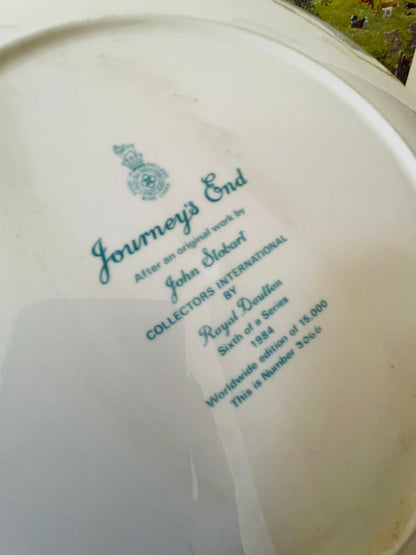 Journey's End
After an original work by
John Stobart
COLLECTORS INTERNATIONAL
BY
Royal Doulton
Sixth of a Series
1984
Worldwide edition of 15,000
This is Number 3066